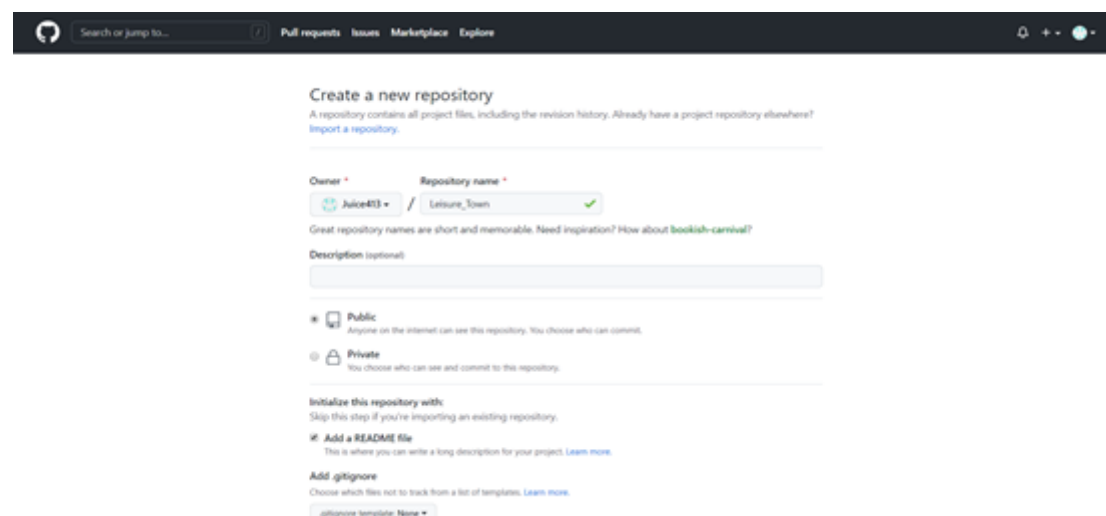 Search or jump to... /
Pull requests Issues Marketplace Explore
Create a new repository
A repository contains all project files, including the revision history. Already have a project repository elsewhere?
Import a repository.
Owner * Repository name *
Juice413 / Leisure_Town
Great repository names are short and memorable. Need inspiration? How about bookish-carnival?
Description (optional)
Public
Anyone on the internet can see this repository. You choose who can commit.
Private
You choose who can see and commit to this repository.
Initialize this repository with:
Skip this step if you're importing an existing repository.
Add a README file
This is where you can write a long description for your project. Learn more.
Add .gitignore
Choose which files not to track from a list of templates. Learn more.
.gitignore template: None